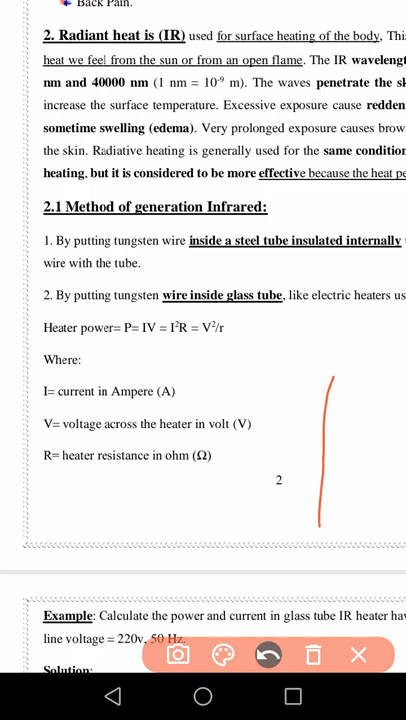 Back Pain.
2. Radiant heat is (IR) used for surface heating of the body, Thi
heat we feel from the sun or from an open flame. The IR wavelengt
nm and 40000 nm (1 nm = 10⁻⁹ m). The waves penetrate the sk
increase the surface temperature. Excessive exposure cause redden
sometime swelling (edema). Very prolonged exposure causes brow
the skin. Radiative heating is generally used for the same condition
heating, but it is considered to be more effective because the heat pe
2.1 Method of generation Infrared:
1. By putting tungsten wire inside a steel tube insulated internally
wire with the tube.
2. By putting tungsten wire inside glass tube, like electric heaters us
Heater power= P= IV = I²R = V²/r
Where:
I= current in Ampere (A)
V= voltage across the heater in volt (V)
R= heater resistance in ohm (Ω)
2
Example: Calculate the power and current in glass tube IR heater hav
line voltage = 220v, 50 Hz.
Solution: